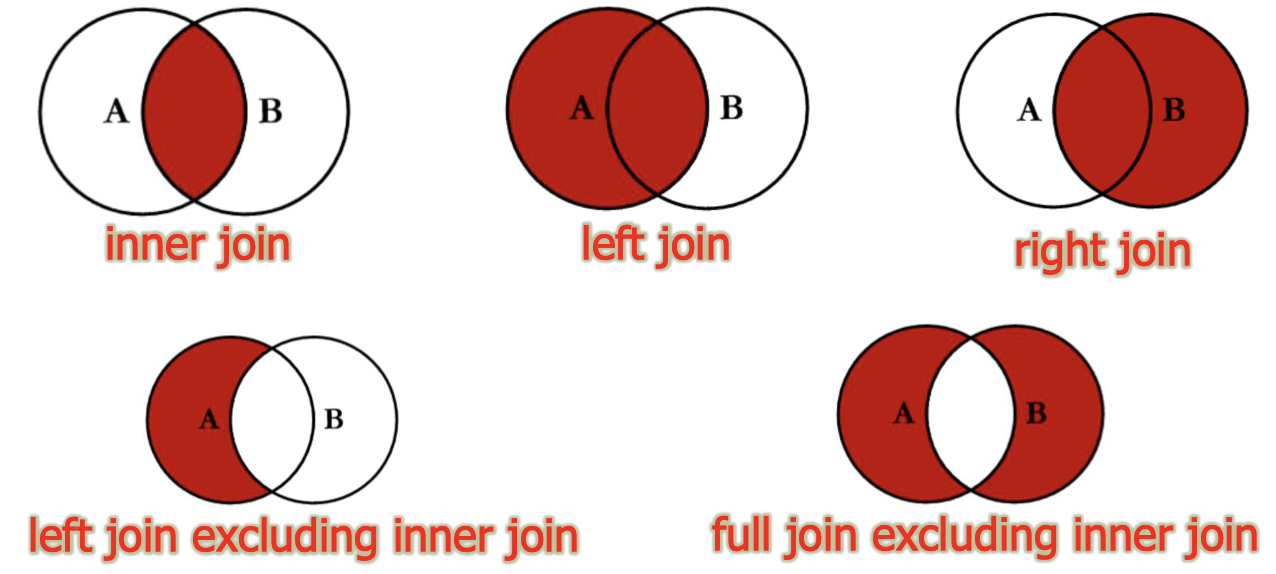 A B
A B
A B
inner join
left join
right join
A B
A B
left join excluding inner join
full join excluding inner join